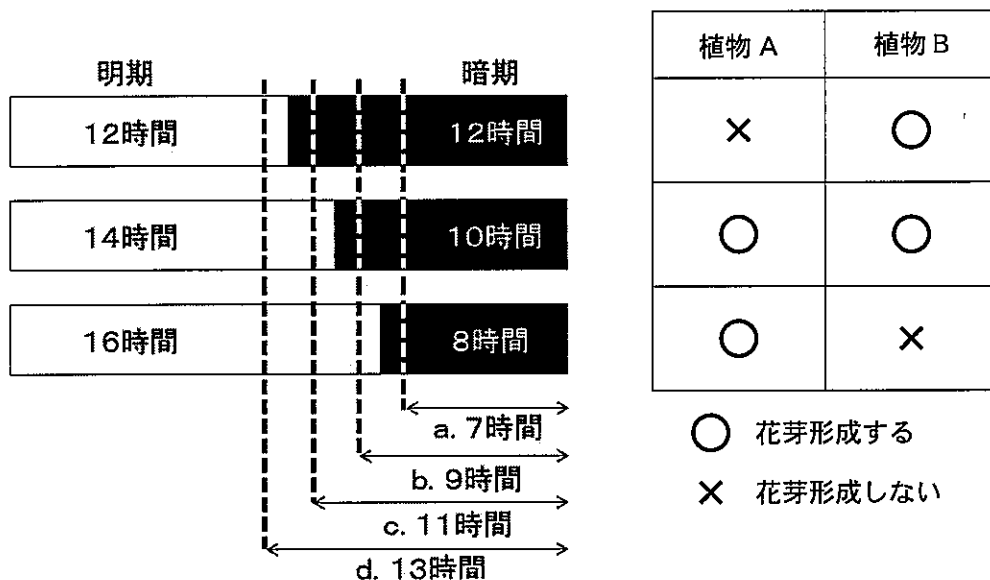 明期 暗期
12時間 12時間
14時間 10時間
16時間 8時間
a. 7時間
b. 9時間
c. 11時間
d. 13時間
植物 A 植物 B
× ○
○ ○
○ ×
○ 花芽形成する
× 花芽形成しない